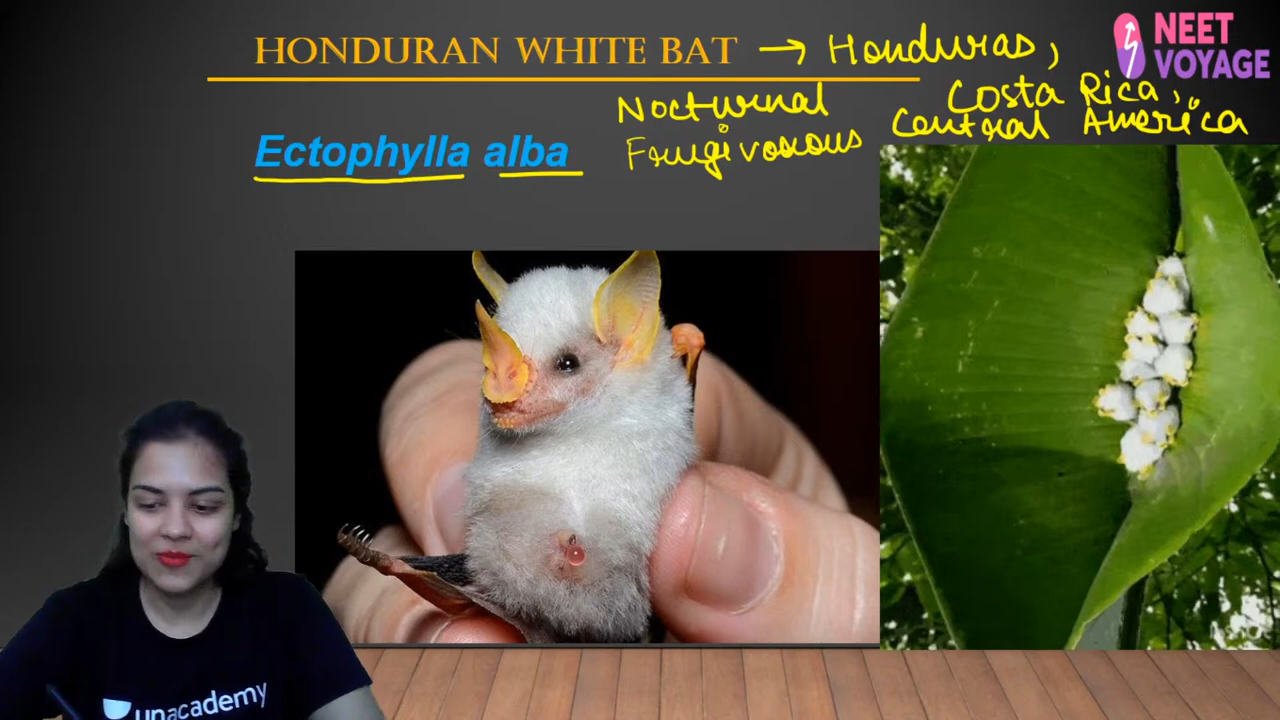 HONDURAN WHITE BAT → Honduras,
Costa Rica,
Central America
Nocturnal
Frugivorous
Ectophylla alba
NEET
VOYAGE
unacademy